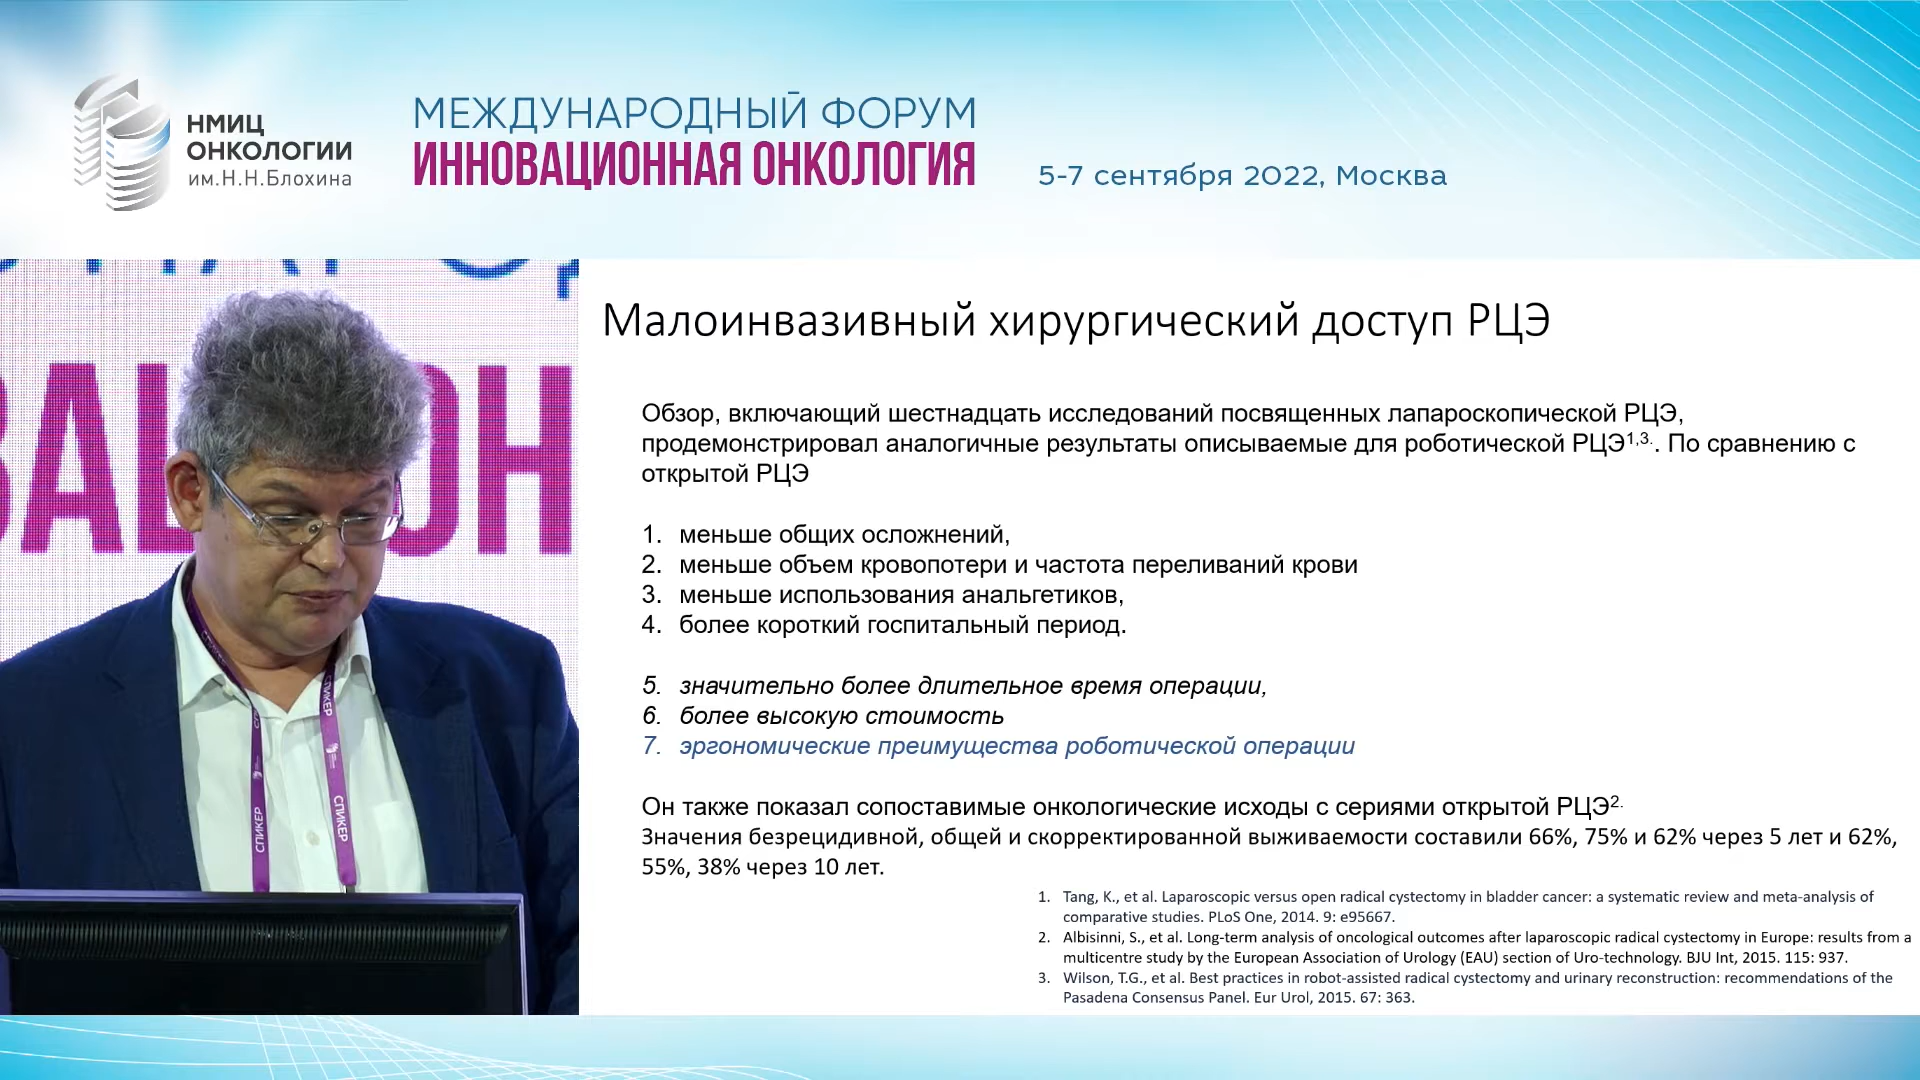 НМИЦ
ОНКОЛОГИИ
им.Н.Н.Блохина
МЕЖДУНАРОДНЫЙ ФОРУМ
ИННОВАЦИОННАЯ ОНКОЛОГИЯ
5-7 сентября 2022, Москва
СПИКЕР
СПИКЕР
СПИКЕР
Малоинвазивный хирургический доступ РЦЭ
Обзор, включающий шестнадцать исследований посвященных лапароскопической РЦЭ,
продемонстрировал аналогичные результаты описываемые для роботической РЦЭ1,3.. По сравнению с
открытой РЦЭ
1. меньше общих осложнений,
2. меньше объем кровопотери и частота переливаний крови
3. меньше использования анальгетиков,
4. более короткий госпитальный период.
5. значительно более длительное время операции,
6. более высокую стоимость
7. эргономические преимущества роботической операции
Он также показал сопоставимые онкологические исходы с сериями открытой РЦЭ2.
Значения безрецидивной, общей и скорректированной выживаемости составили 66%, 75% и 62% через 5 лет и 62%,
55%, 38% через 10 лет.
1. Tang, K., et al. Laparoscopic versus open radical cystectomy in bladder cancer: a systematic review and meta-analysis of
comparative studies. PLoS One, 2014. 9: e95667.
2. Albisinni, S., et al. Long-term analysis of oncological outcomes after laparoscopic radical cystectomy in Europe: results from a
multicentre study by the European Association of Urology (EAU) section of Uro-technology. BJU Int, 2015. 115: 937.
3. Wilson, T.G., et al. Best practices in robot-assisted radical cystectomy and urinary reconstruction: recommendations of the
Pasadena Consensus Panel. Eur Urol, 2015. 67: 363.